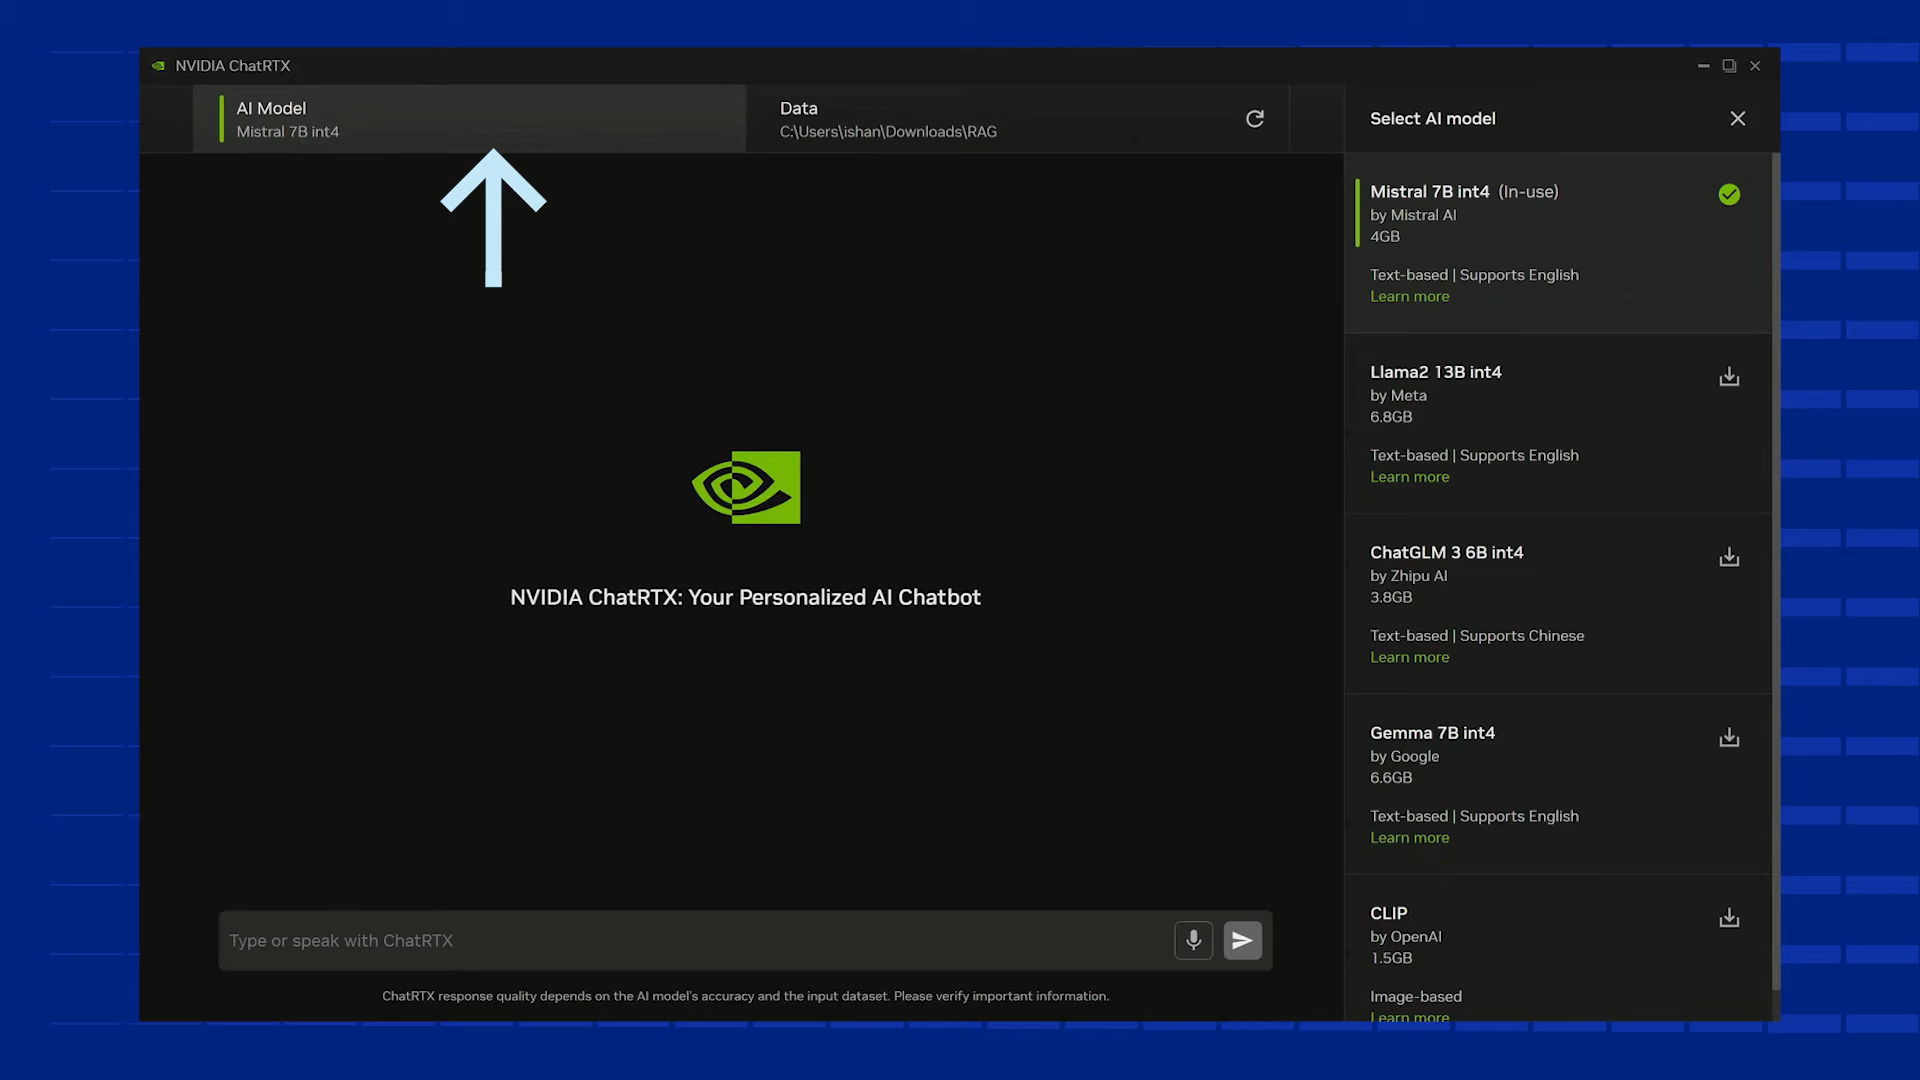 NVIDIA ChatRTX
AI Model
Mistral 7B int4
Data
C:\Users\ishan\Downloads\RAG
Select AI model
Mistral 7B int4 (In-use)
by Mistral AI
4GB
Text-based | Supports English
Learn more
Llama2 13B int4
by Meta
6.8GB
Text-based | Supports English
Learn more
ChatGLM 3 6B int4
by Zhipu AI
3.8GB
Text-based | Supports Chinese
Learn more
Gemma 7B int4
by Google
6.6GB
Text-based | Supports English
Learn more
CLIP
by OpenAI
1.5GB
Image-based
Learn more
NVIDIA ChatRTX: Your Personalized AI Chatbot
Type or speak with ChatRTX
ChatRTX response quality depends on the AI model's accuracy and the input dataset. Please verify important information.